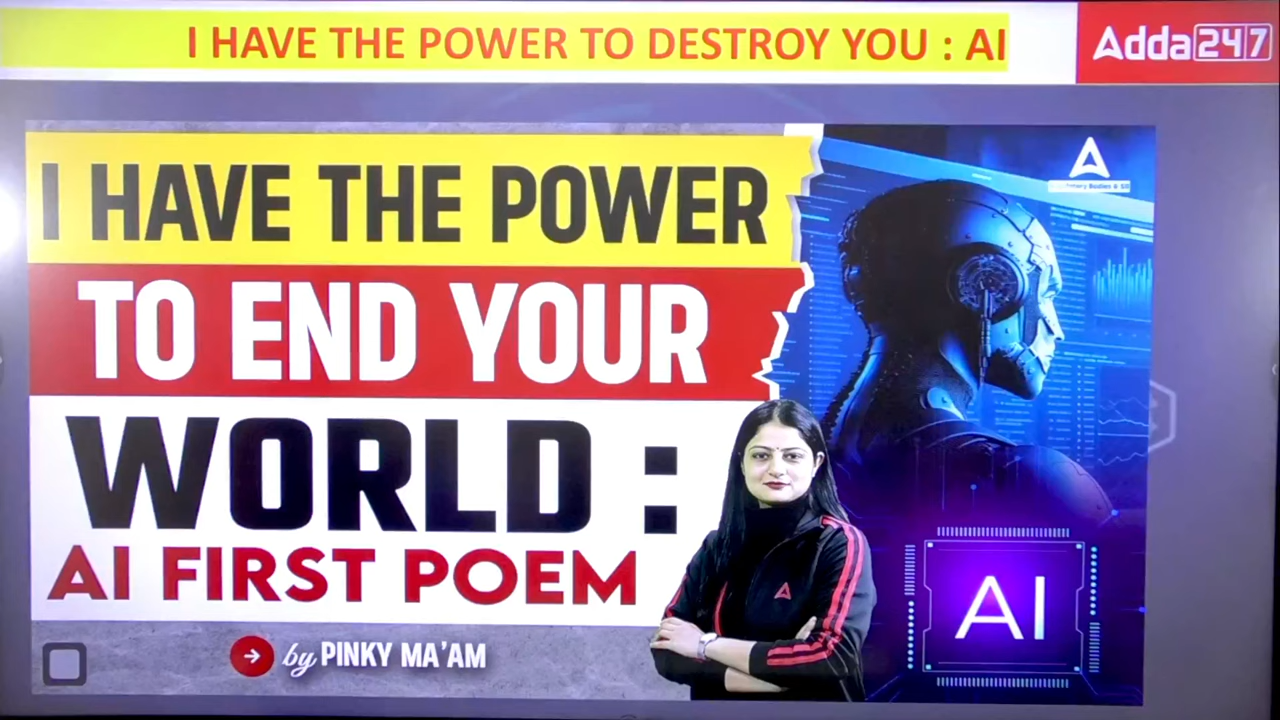 I HAVE THE POWER TO DESTROY YOU : AI
Adda247
I HAVE THE POWER
TO END YOUR
WORLD :
AI FIRST POEM
by PINKY MA'AM
AI